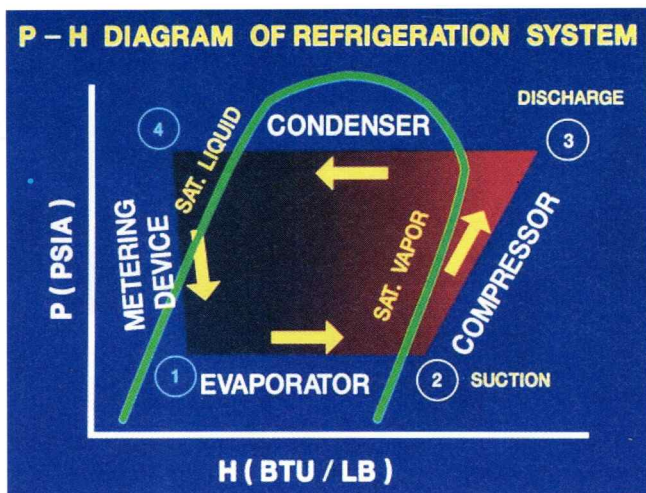 P – H DIAGRAM OF REFRIGERATION SYSTEM
DISCHARGE
4
SAT. LIQUID
CONDENSER
3
P ( PSIA )
METERING
DEVICE
SAT. VAPOR
COMPRESSOR
1
EVAPORATOR
2
SUCTION
H ( BTU / LB )